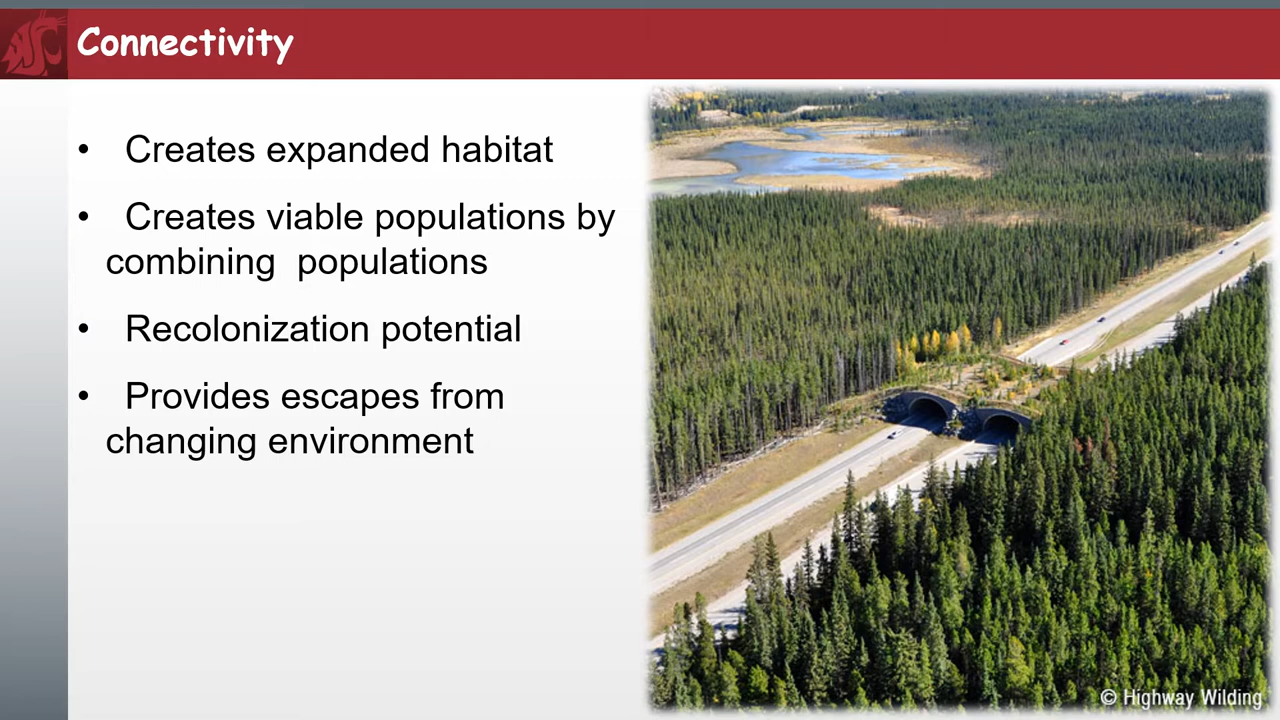 Connectivity
• Creates expanded habitat
• Creates viable populations by
combining populations
• Recolonization potential
• Provides escapes from
changing environment
© Highway Wilding